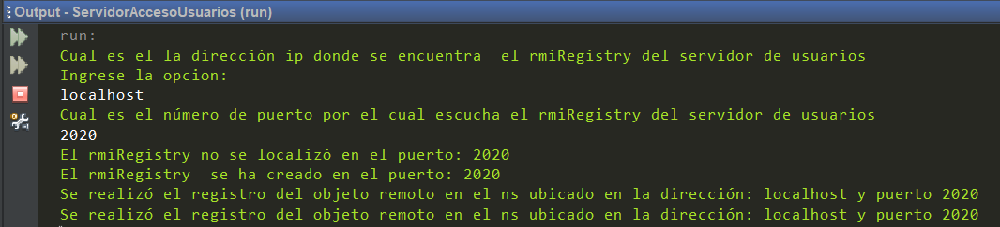 Output - ServidorAccesoUsuarios (run)
run:
Cual es el la dirección ip donde se encuentra  el rmiRegistry del servidor de usuarios
Ingrese la opcion:
localhost
Cual es el número de puerto por el cual escucha el rmiRegistry del servidor de usuarios
2020
El rmiRegistry no se localizó en el puerto: 2020
El rmiRegistry  se ha creado en el puerto: 2020
Se realizó el registro del objeto remoto en el ns ubicado en la dirección: localhost y puerto 2020
Se realizó el registro del objeto remoto en el ns ubicado en la dirección: localhost y puerto 2020